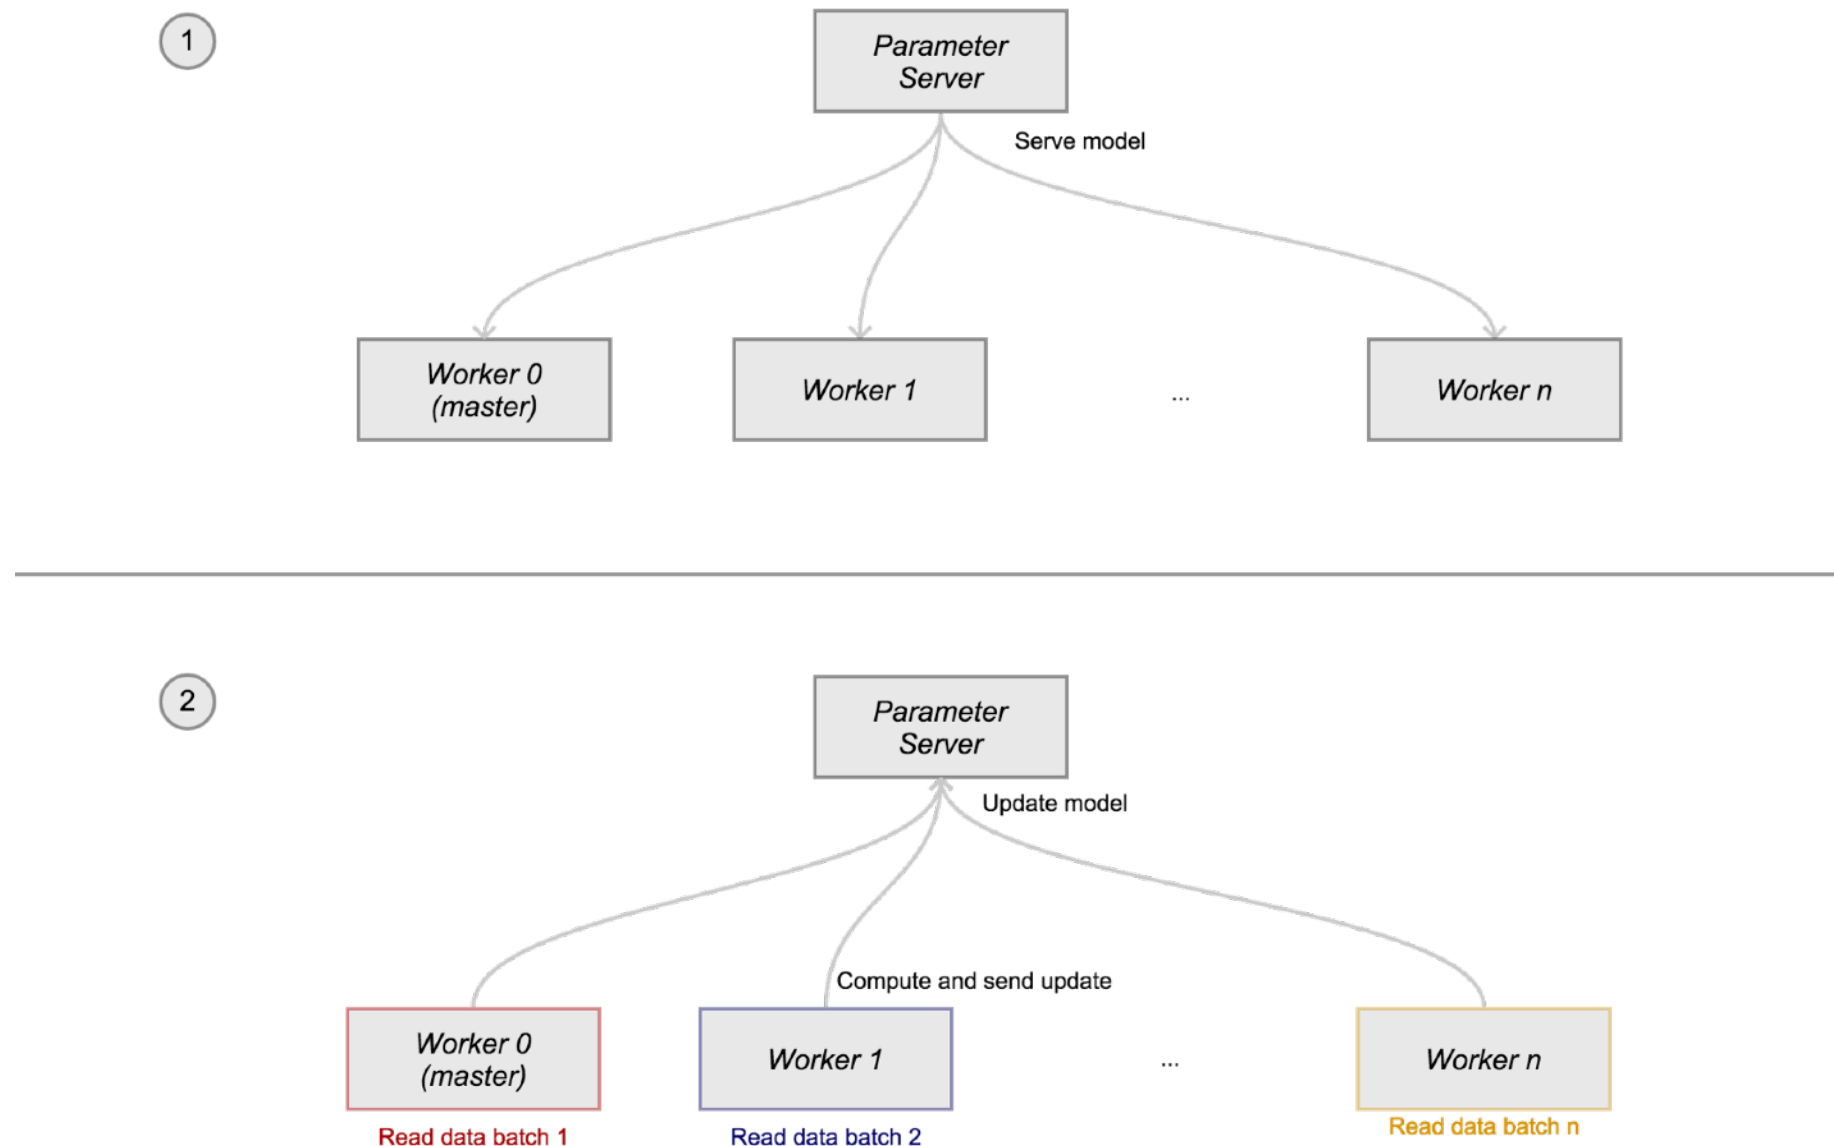 1
Parameter
Server
Serve model
Worker 0
(master)
Worker 1
...
Worker n
2
Parameter
Server
Update model
Compute and send update
Worker 0
(master)
Worker 1
...
Worker n
Read data batch 1
Read data batch 2
Read data batch n